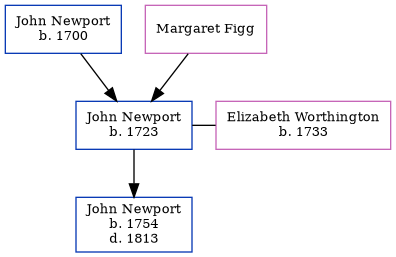 John Newport
b. 1700
Margaret Figg
John Newport
b. 1723
Elizabeth Worthington
b. 1733
John Newport
b. 1754
d. 1813